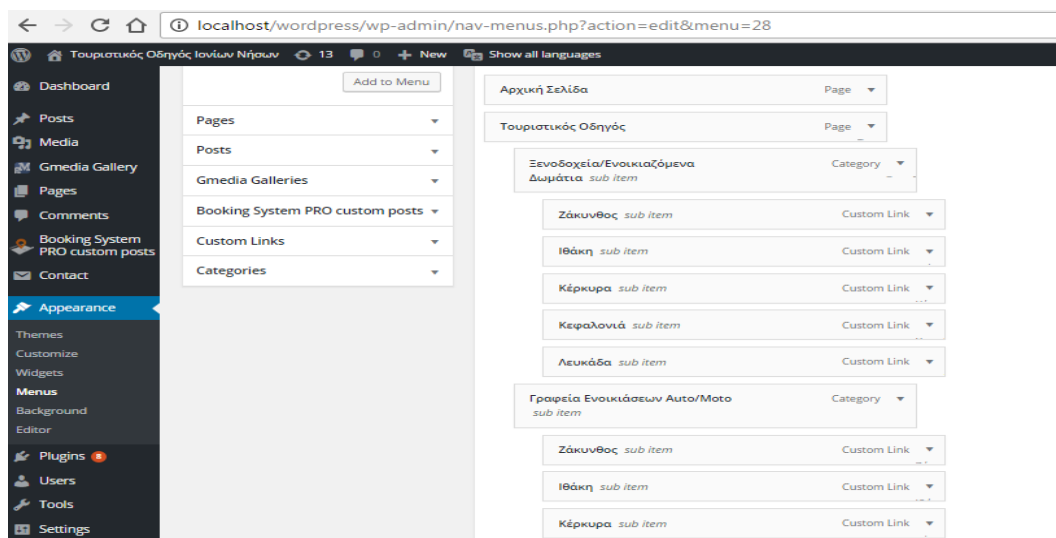 localhost/wordpress/wp-admin/nav-menus.php?action=edit&menu=28
Τουριστικός Οδηγός Ιονίων Νήσων 13 0 New Show all languages
Dashboard
Posts
Media
Gmedia Gallery
Pages
Comments
Booking System
PRO custom posts
Contact
Appearance
Themes
Customize
Widgets
Menus
Background
Editor
Plugins 8
Users
Tools
Settings
Add to Menu
Pages
Posts
Gmedia Galleries
Booking System PRO custom posts
Custom Links
Categories
Αρχική Σελίδα Page
Τουριστικός Οδηγός Page
Ξενοδοχεία/Ενοικιαζόμενα Category
Δωμάτια sub item
Ζάκυνθος sub item Custom Link
Ιθάκη sub item Custom Link
Κέρκυρα sub item Custom Link
Κεφαλονιά sub item Custom Link
Λευκάδα sub item Custom Link
Γραφεία Ενοικιάσεων Auto/Moto Category
sub item
Ζάκυνθος sub item Custom Link
Ιθάκη sub item Custom Link
Κέρκυρα sub item Custom Link